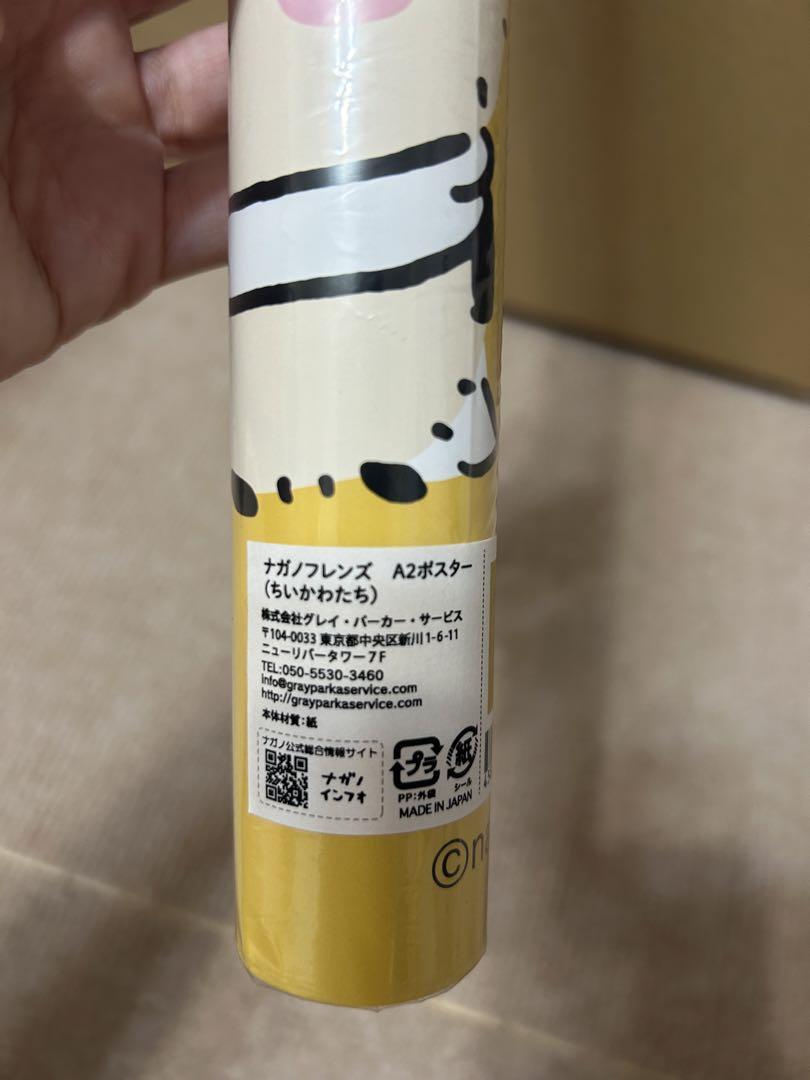 ナガノフレンズ　A2ポスター
（ちいかわたち）
株式会社グレイ・パーカー・サービス
〒104-0033 東京都中央区新川1-6-11
ニューリバータワー７F
TEL:050-5530-3460
info@grayparkaservice.com
http://grayparkaservice.com
本体材質：紙
ナガノ公式総合情報サイト
ナガノ
インフォ
プラ
PP：外袋
紙
シール
MADE IN JAPAN
©n